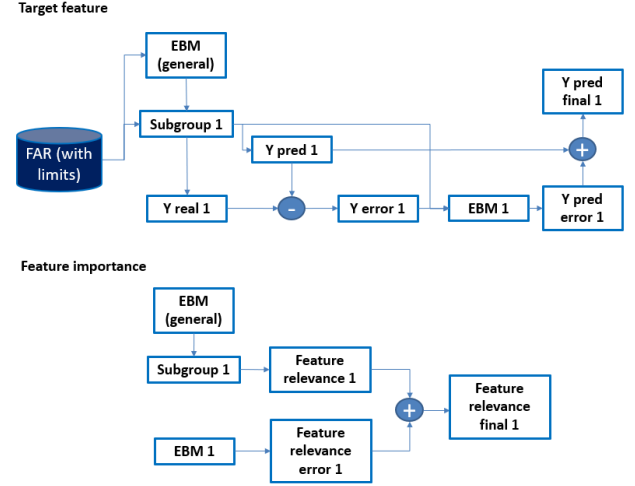 Target feature
EBM
(general)
Y pred
final 1
Subgroup 1
FAR (with
limits)
Y pred 1
+
Y real 1
-
Y error 1
EBM 1
Y pred
error 1
Feature importance
EBM
(general)
Subgroup 1
Feature
relevance 1
+
Feature
relevance
final 1
EBM 1
Feature
relevance
error 1